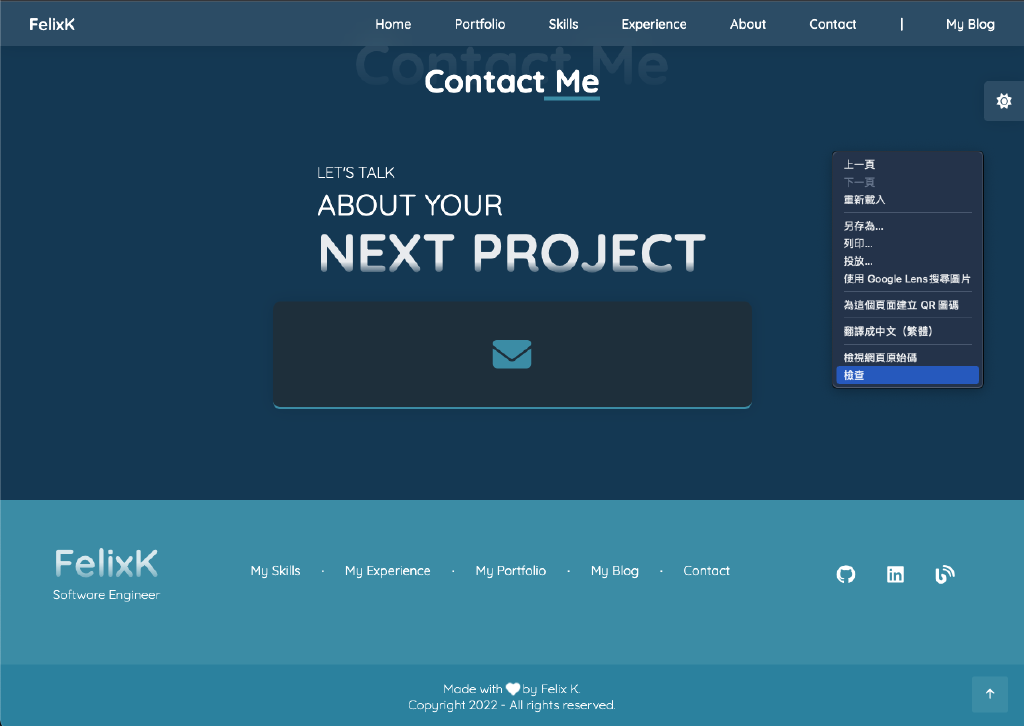 FelixK
Home Portfolio Skills Experience About Contact | My Blog
Contact Me
Contact Me
LET'S TALK
ABOUT YOUR
NEXT PROJECT
上一頁
下一頁
重新載入
另存為...
列印...
投放...
使用 Google Lens 搜尋圖片
為這個頁面建立 QR 圖碼
翻譯成中文（繁體）
檢視網頁原始碼
檢查
FelixK
Software Engineer
My Skills · My Experience · My Portfolio · My Blog · Contact
Made with by Felix K.
Copyright 2022 - All rights reserved.